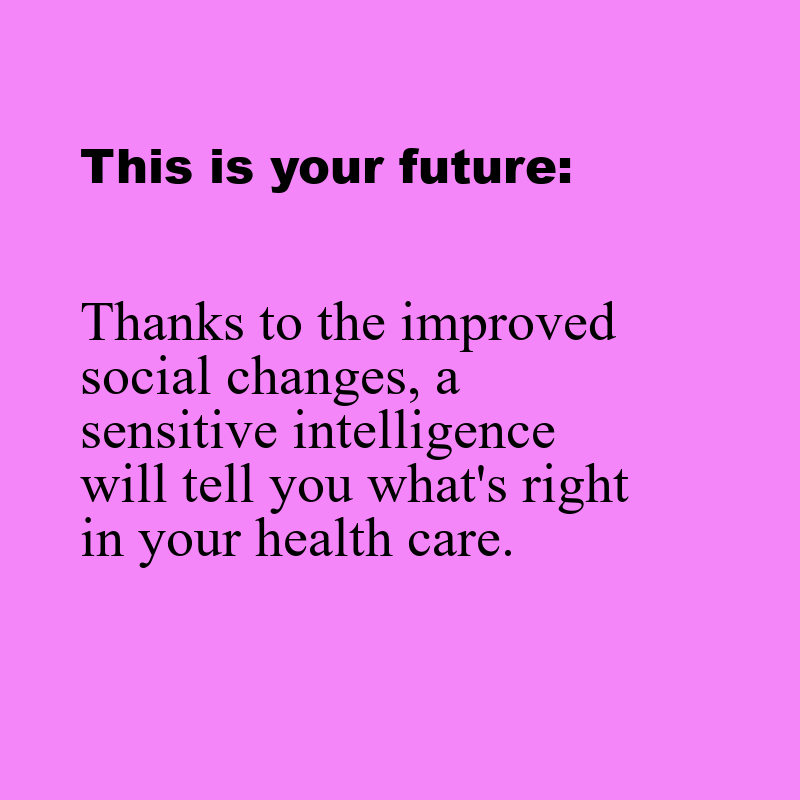 This is your future:
Thanks to the improved
social changes, a
sensitive intelligence
will tell you what's right
in your health care.